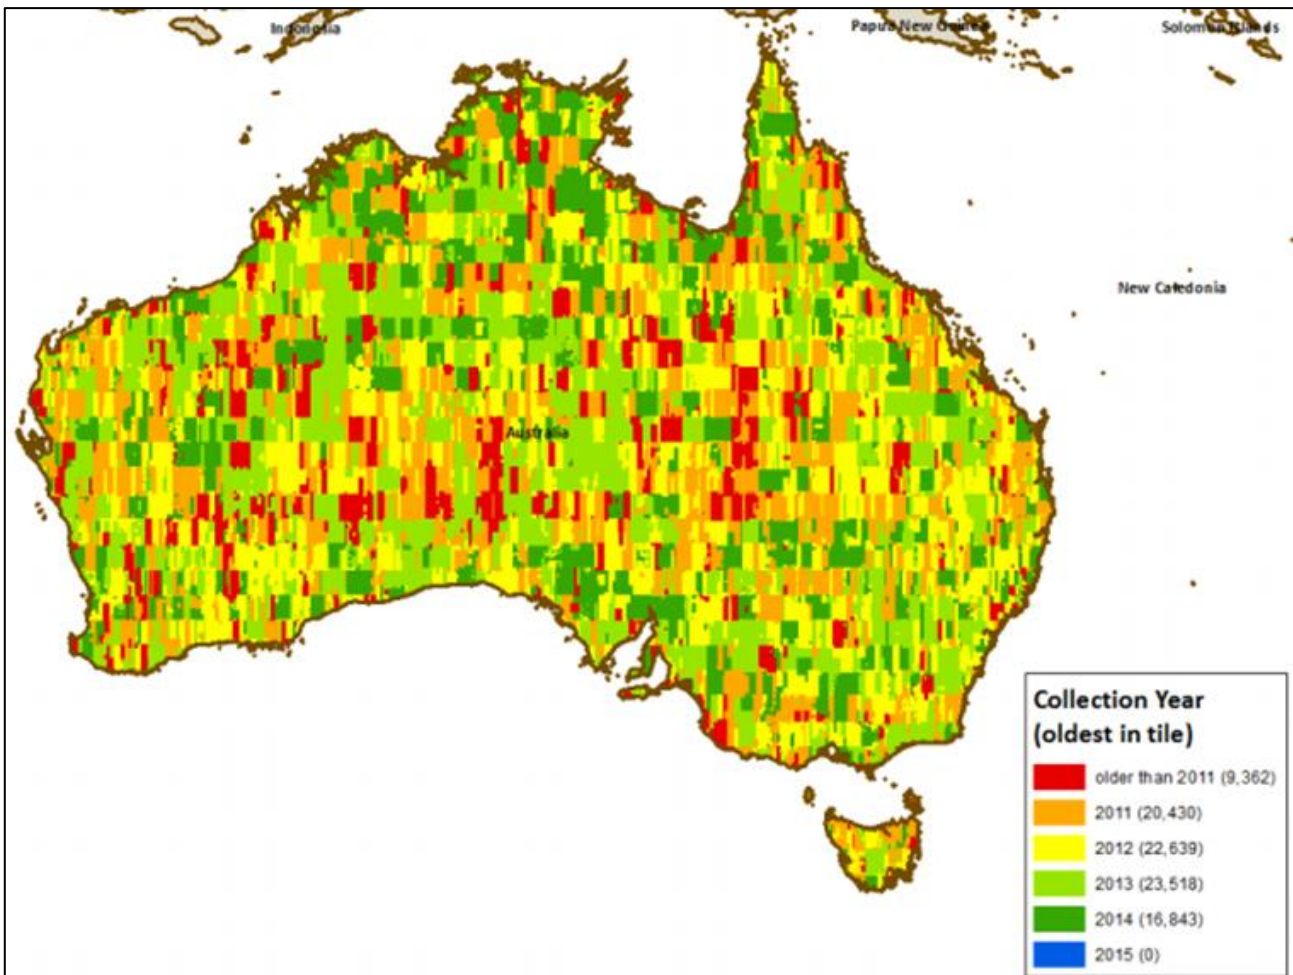 Indonesia
Papua New Guinea
Solomon Islands
New Caledonia
Australia
Collection Year
(oldest in tile)
older than 2011 (9,362)
2011 (20,430)
2012 (22,639)
2013 (23,518)
2014 (16,843)
2015 (0)